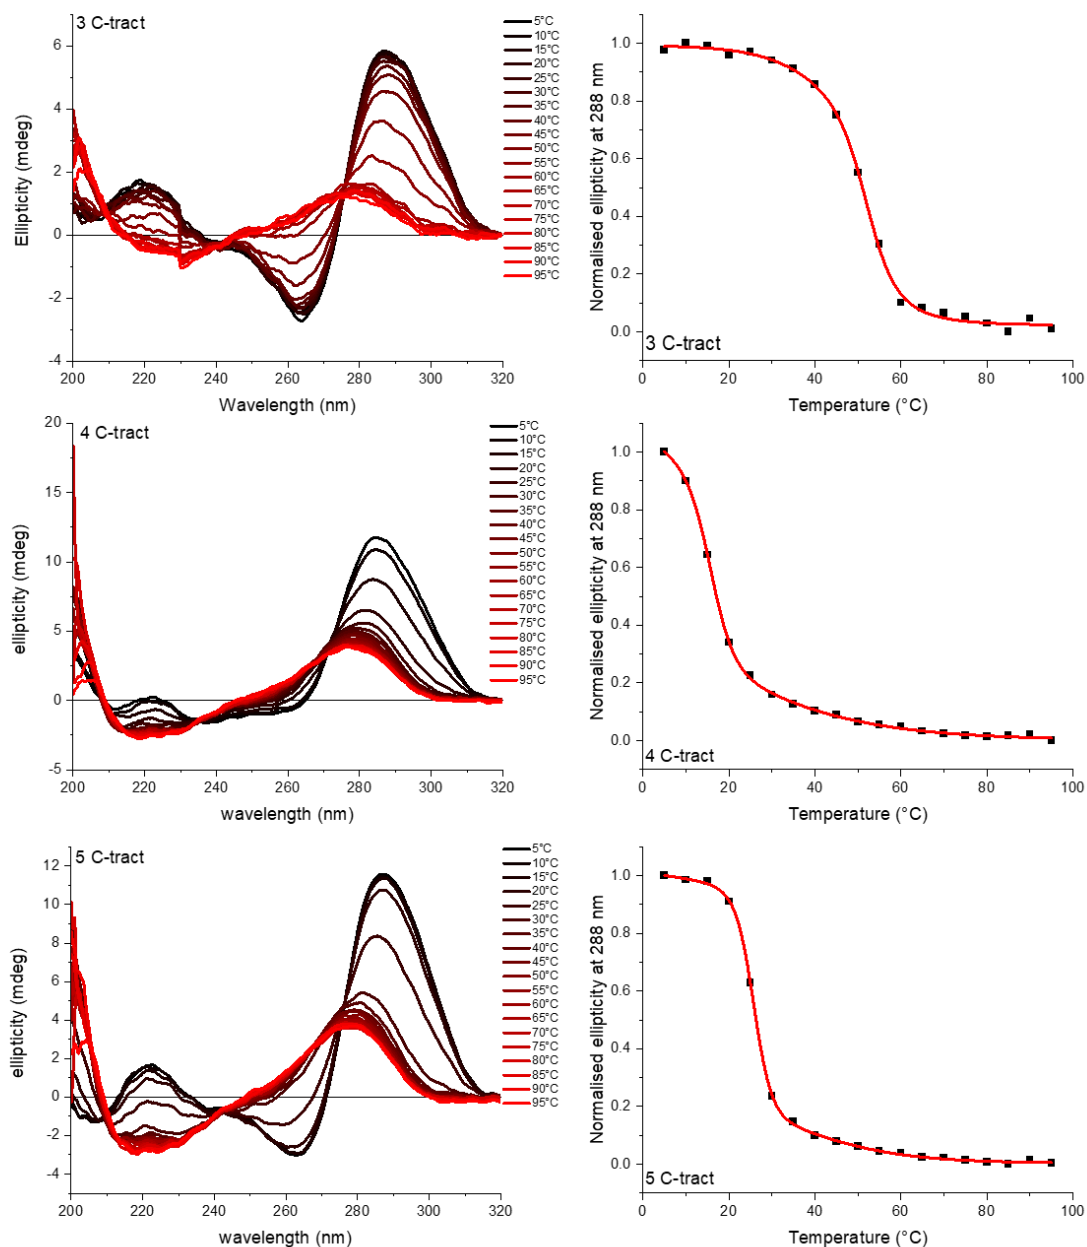 3 C-tract
Ellipticity (mdeg)
6
4
2
0
-2
-4
200 220 240 260 280 300 320
Wavelength (nm)
5°C
10°C
15°C
20°C
25°C
30°C
35°C
40°C
45°C
50°C
55°C
60°C
65°C
70°C
75°C
80°C
85°C
90°C
95°C
Normalised ellipticity at 288 nm
1.0
0.8
0.6
0.4
0.2
0.0
3 C-tract
0 20 40 60 80 100
Temperature (°C)
4 C-tract
ellipticity (mdeg)
20
15
10
5
0
-5
200 220 240 260 280 300 320
wavelength (nm)
5°C
10°C
15°C
20°C
25°C
30°C
35°C
40°C
45°C
50°C
55°C
60°C
65°C
70°C
75°C
80°C
85°C
90°C
95°C
Normalised ellipticity at 288 nm
1.0
0.8
0.6
0.4
0.2
0.0
4 C-tract
0 20 40 60 80 100
Temperature (°C)
5 C-tract
ellipticity (mdeg)
12
10
8
6
4
2
0
-2
-4
200 220 240 260 280 300 320
wavelength (nm)
5°C
10°C
15°C
20°C
25°C
30°C
35°C
40°C
45°C
50°C
55°C
60°C
65°C
70°C
75°C
80°C
85°C
90°C
95°C
Normalised ellipticity at 288 nm
1.0
0.8
0.6
0.4
0.2
0.0
5 C-tract
0 20 40 60 80 100
Temperature (°C)